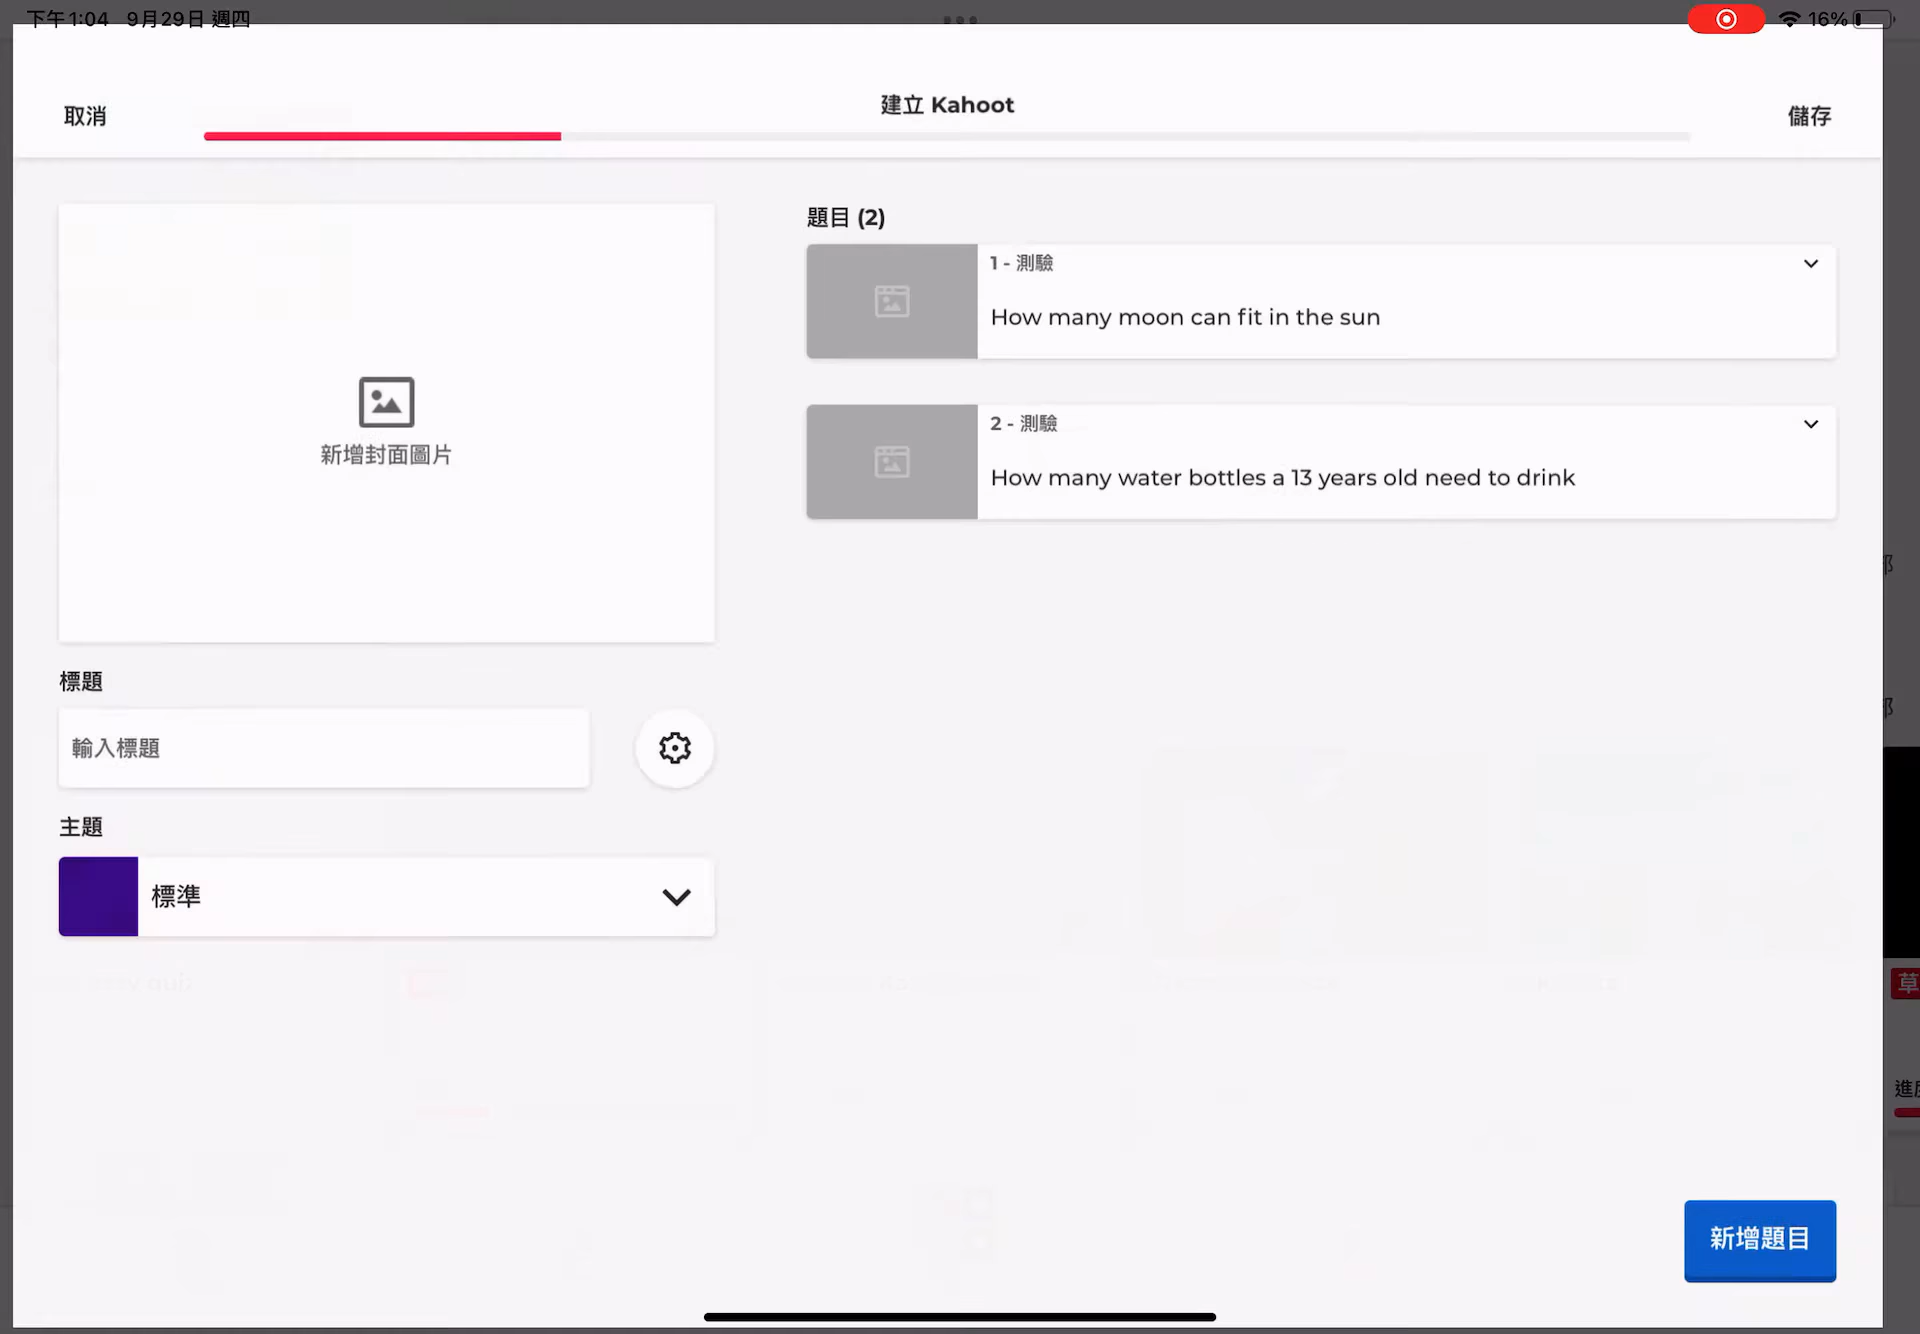 下午1:04 9月29日 週四
16%
取消
建立 Kahoot
儲存
題目 (2)
1 - 測驗
How many moon can fit in the sun
2 - 測驗
How many water bottles a 13 years old need to drink
新增封面圖片
標題
輸入標題
主題
標準
草
新增題目